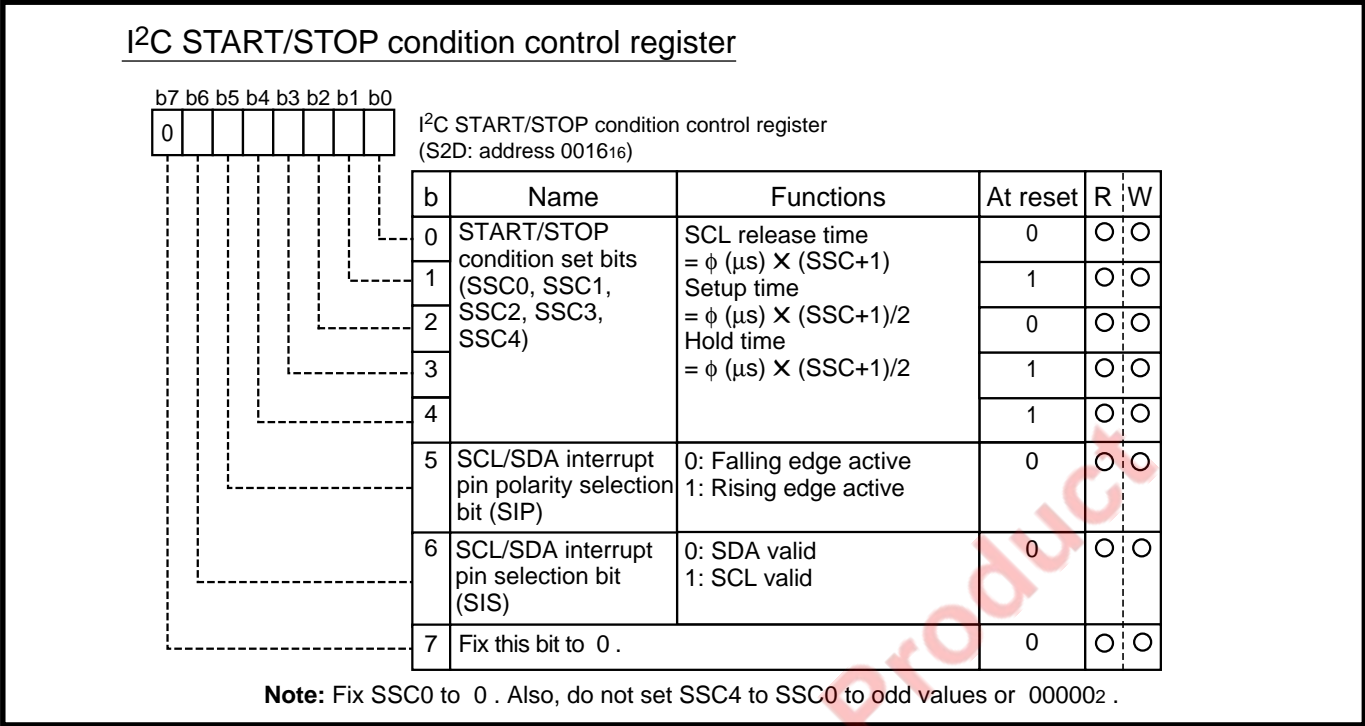 I²C START/STOP condition control register
b7 b6 b5 b4 b3 b2 b1 b0
0
I²C START/STOP condition control register
(S2D: address 0016₁₆)
b Name Functions At reset R W
0 START/STOP condition set bits (SSC0, SSC1, SSC2, SSC3, SSC4) SCL release time 0 O O
= ϕ (μs) X (SSC+1)
1 Setup time 1 O O
2 = ϕ (μs) X (SSC+1)/2 0 O O
Hold time
3 = ϕ (μs) X (SSC+1)/2 1 O O
4 1 O O
5 SCL/SDA interrupt 0: Falling edge active 0 O O
pin polarity selection 1: Rising edge active
bit (SIP)
6 SCL/SDA interrupt 0: SDA valid 0 O O
pin selection bit 1: SCL valid
(SIS)
7 Fix this bit to 0 . 0 O O
Note: Fix SSC0 to 0 . Also, do not set SSC4 to SSC0 to odd values or 00000₂ .
Product